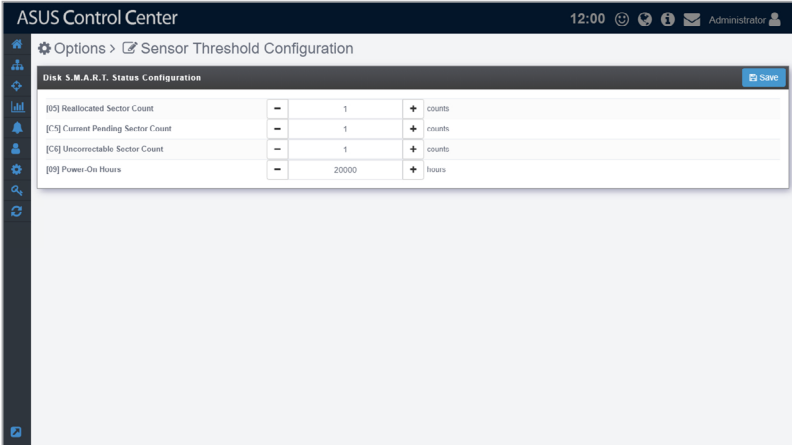 ASUS Control Center
12:00 Administrator
Options > Sensor Threshold Configuration
Disk S.M.A.R.T. Status Configuration Save
[05] Reallocated Sector Count − 1 + counts
[C5] Current Pending Sector Count − 1 + counts
[C6] Uncorrectable Sector Count − 1 + counts
[09] Power-On Hours − 20000 + hours